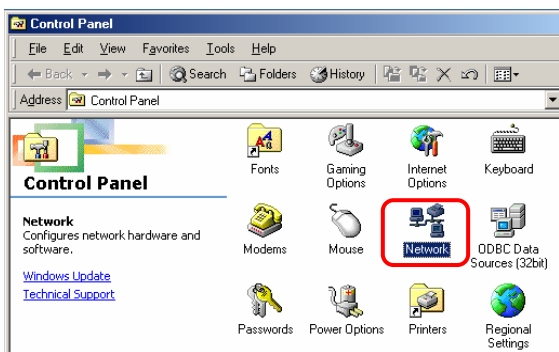 Control Panel
File Edit View Favorites Tools Help
Back Search Folders History
Address Control Panel
Control Panel
Network
Configures network hardware and
software.
Windows Update
Technical Support
Fonts
Gaming
Options
Internet
Options
Keyboard
Modems
Mouse
Network
ODBC Data
Sources (32bit)
Passwords
Power Options
Printers
Regional
Settings